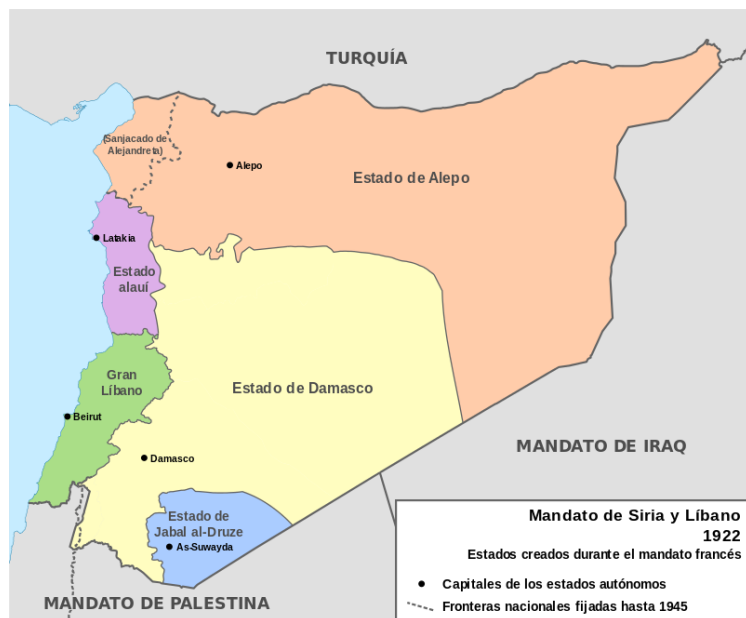 TURQUÍA
(Sanjacado de
Alejandreta)
Alepo
Estado de Alepo
Latakia
Estado
alauí
Gran
Líbano
Estado de Damasco
Beirut
MANDATO DE IRAQ
Damasco
Estado de
Jabal al-Druze
As-Suwayda
MANDATO DE PALESTINA
Mandato de Siria y Líbano
1922
Estados creados durante el mandato francés
Capitales de los estados autónomos
Fronteras nacionales fijadas hasta 1945